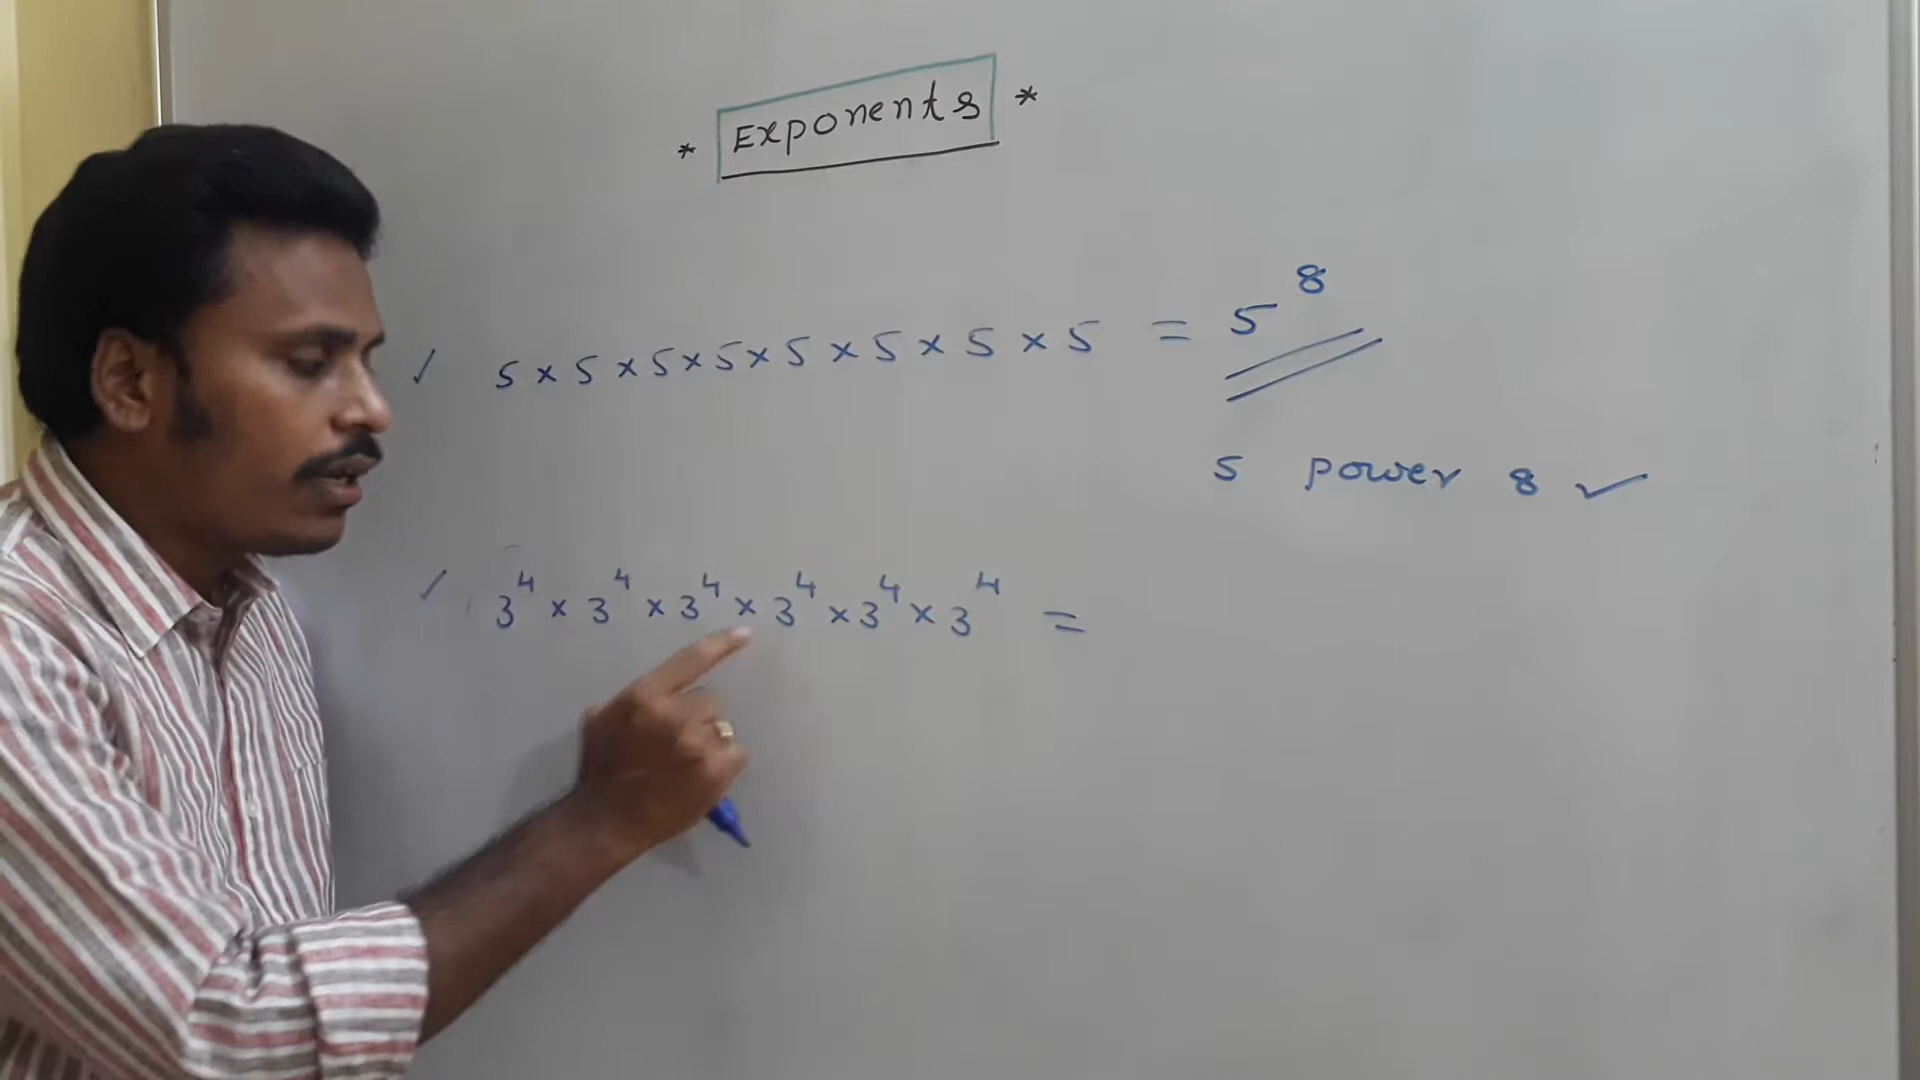 * Exponents *
✓ 5 × 5 × 5 × 5 × 5 × 5 × 5 × 5 = 5⁸
5 power 8 ✓
✓ 3⁴ × 3⁴ × 3⁴ × 3⁴ × 3⁴ × 3⁴ =